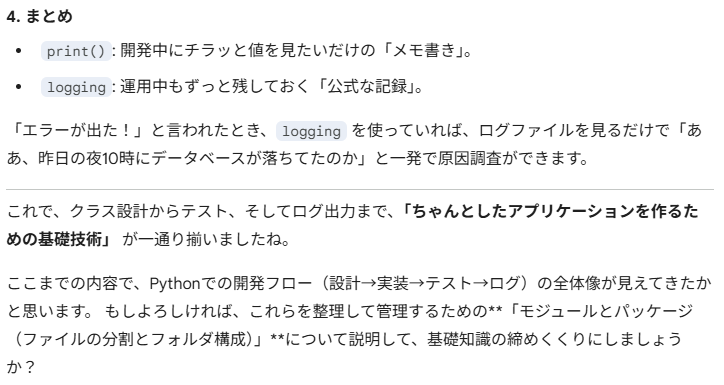 4. まとめ
• print(): 開発中にチラッと値を見たいだけの「メモ書き」。
• logging: 運用中もずっと残しておく「公式な記録」。
「エラーが出た！」と言われたとき、logging を使っていれば、ログファイルを見るだけで「あ
あ、昨日の夜10時にデータベースが落ちてたのか」と一発で原因調査ができます。
これで、クラス設計からテスト、そしてログ出力まで、「ちゃんとしたアプリケーションを作るた
めの基礎技術」 が一通り揃いましたね。
ここまでの内容で、Pythonでの開発フロー（設計→実装→テスト→ログ）の全体像が見えてきたか
と思います。 もしよろしければ、これらを整理して管理するための**「モジュールとパッケージ
（ファイルの分割とフォルダ構成）」**について説明して、基礎知識の締めくくりにしましょう
か？